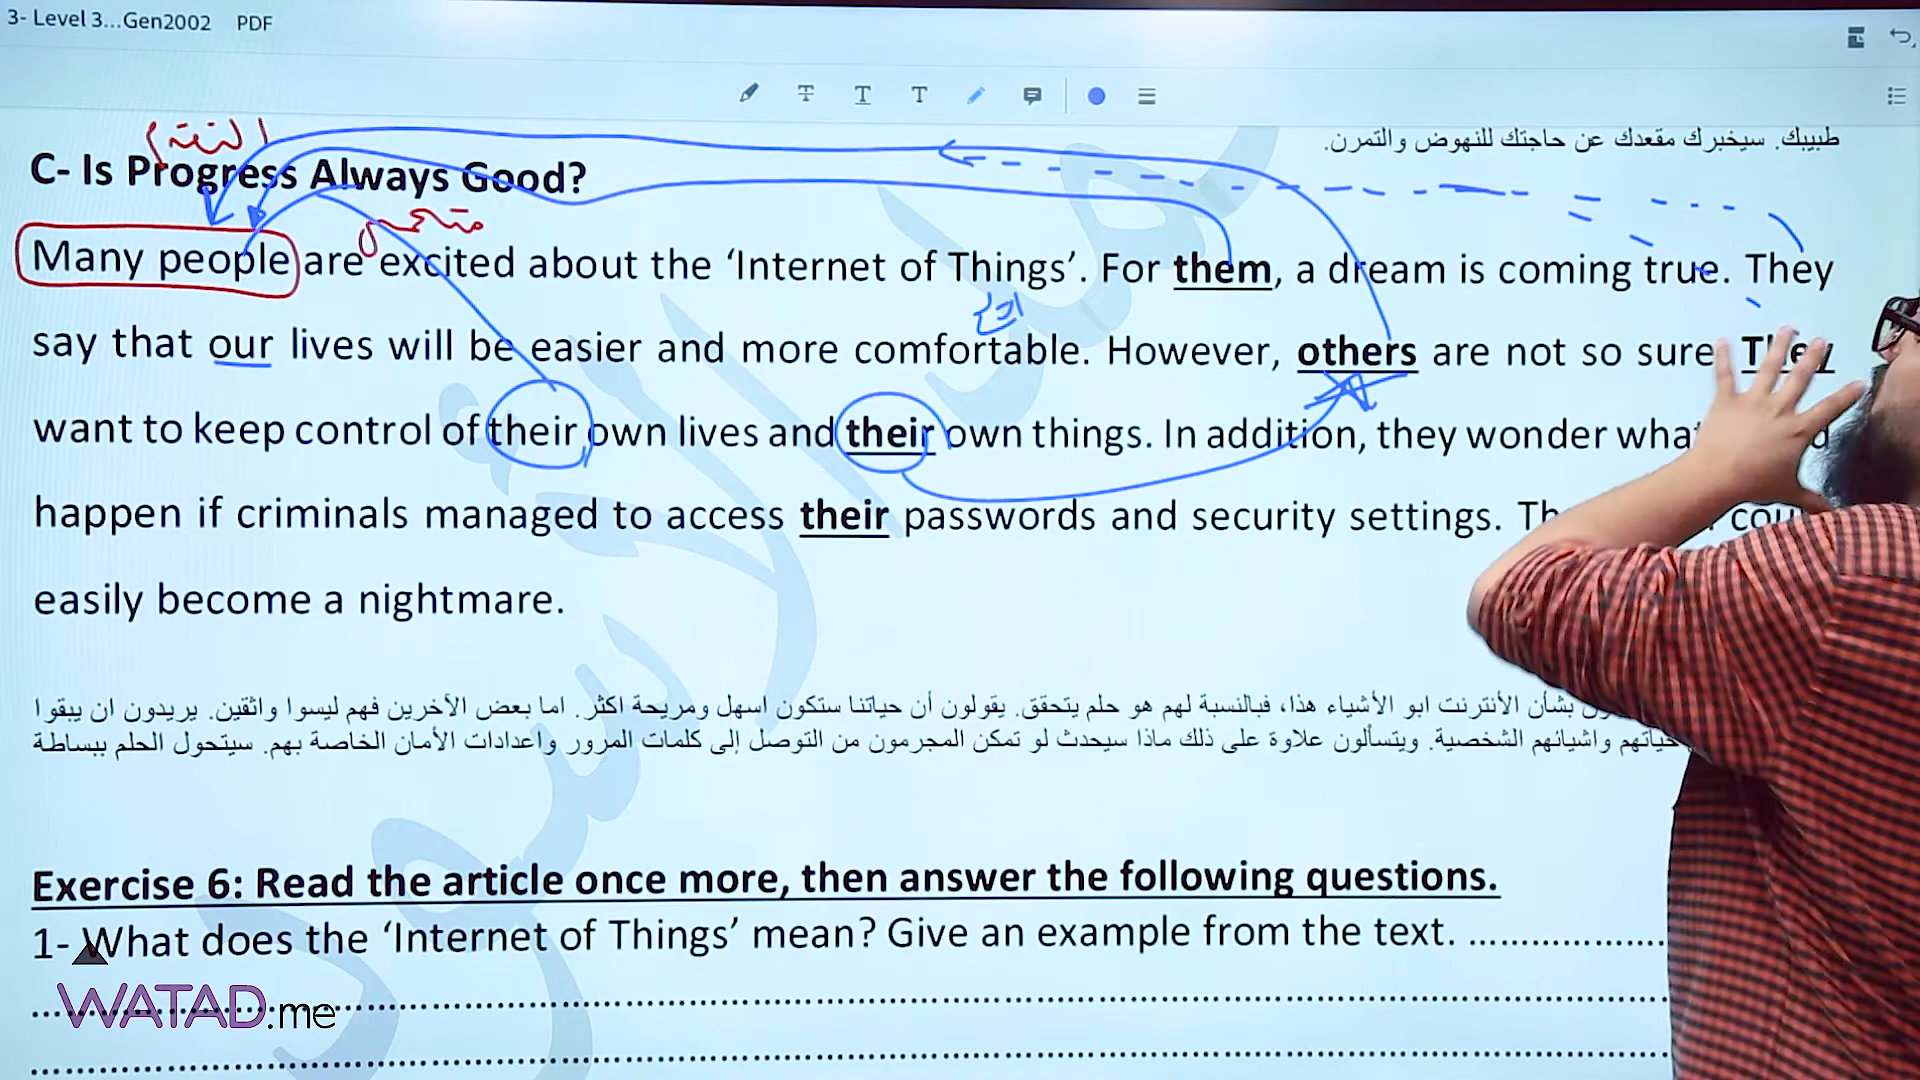 3- Level 3...Gen2002 PDF
طبيبك. سيخبرك مقعدك عن حاجتك للنهوض والتمرن.
C- Is Progress Always Good?
Many people are excited about the ‘Internet of Things’. For them, a dream is coming true. They
say that our lives will be easier and more comfortable. However, others are not so sure They
want to keep control of their own lives and their own things. In addition, they wonder
happen if criminals managed to access their passwords and security settings.
easily become a nightmare.
بشأن الأنترنت ابو الأشياء هذا، فبالنسبة لهم هو حلم يتحقق. يقولون أن حياتنا ستكون اسهل ومريحة اكثر. اما بعض الآخرين فهم ليسوا واثقين. يريدون ان يبقوا
حياتهم واشيائهم الشخصية. ويتسألون علاوة على ذلك ماذا سيحدث لو تمكن المجرمون من التوصل إلى كلمات المرور واعدادات الأمان الخاصة بهم. سيتحول الحلم ببساطة
Exercise 6: Read the article once more, then answer the following questions.
1- What does the ‘Internet of Things’ mean? Give an example from the text. ..................
WATAD.me